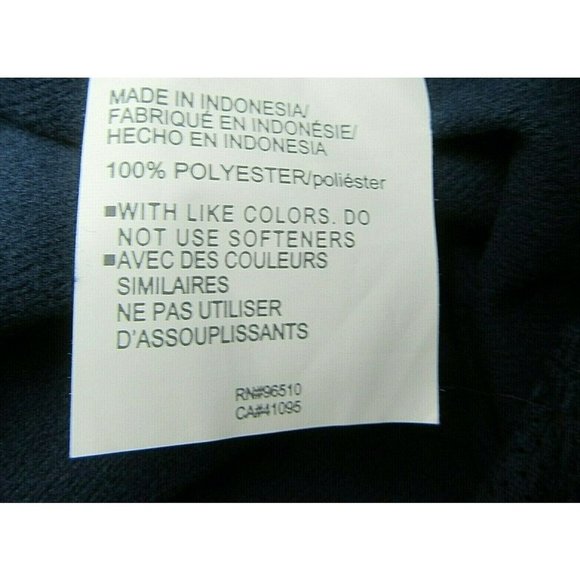 MADE IN INDONESIA/
FABRIQUÉ EN INDONÉSIE/
HECHO EN INDONESIA
100% POLYESTER/poliéster
■WITH LIKE COLORS. DO
NOT USE SOFTENERS
■AVEC DES COULEURS
SIMILAIRES
NE PAS UTILISER
D'ASSOUPLISSANTS
RN#96510
CA#41095